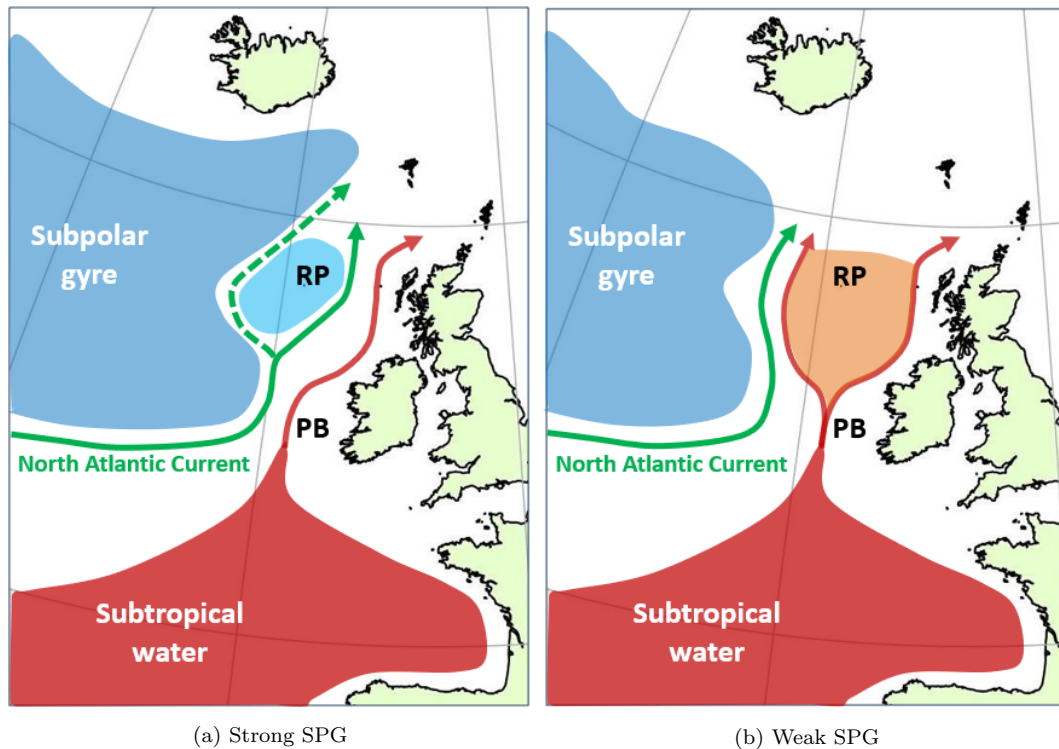 Subpolar
gyre
RP
PB
North Atlantic Current
Subtropical
water
(a) Strong SPG
Subpolar
gyre
RP
PB
North Atlantic Current
Subtropical
water
(b) Weak SPG